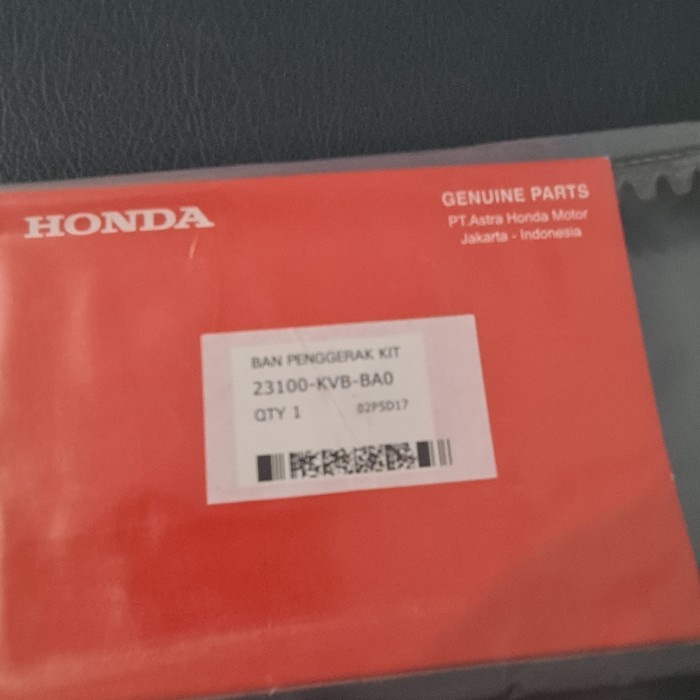 HONDA
GENUINE PARTS
PT.Astra Honda Motor
Jakarta - Indonesia
BAN PENGGERAK KIT
23100-KVB-BA0
QTY 1 02PSD17